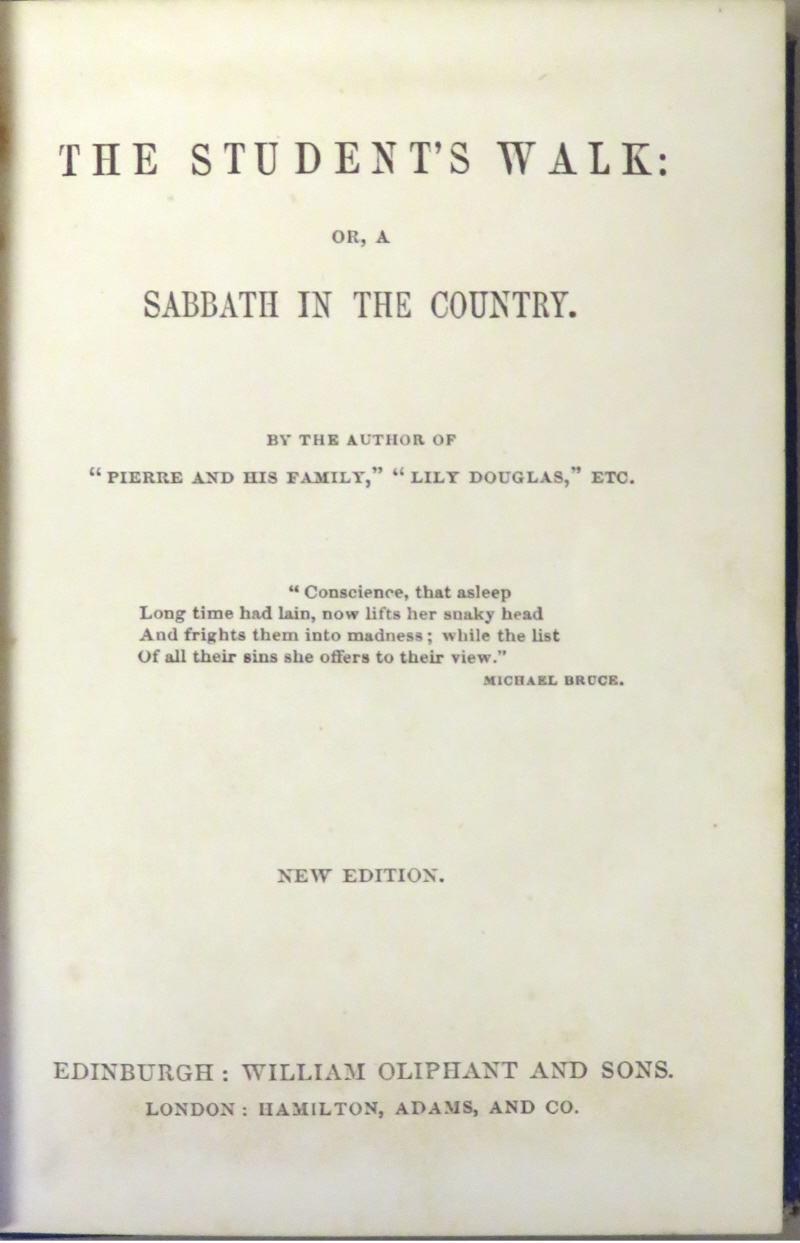 THE STUDENT'S WALK:
OR, A
SABBATH IN THE COUNTRY.
BY THE AUTHOR OF
“PIERRE AND HIS FAMILY,” “LILY DOUGLAS,” ETC.
“Conscience, that asleep
Long time had lain, now lifts her snaky head
And frights them into madness; while the list
Of all their sins she offers to their view.”
MICHAEL BRUCE.
NEW EDITION.
EDINBURGH: WILLIAM OLIPHANT AND SONS.
LONDON: HAMILTON, ADAMS, AND CO.